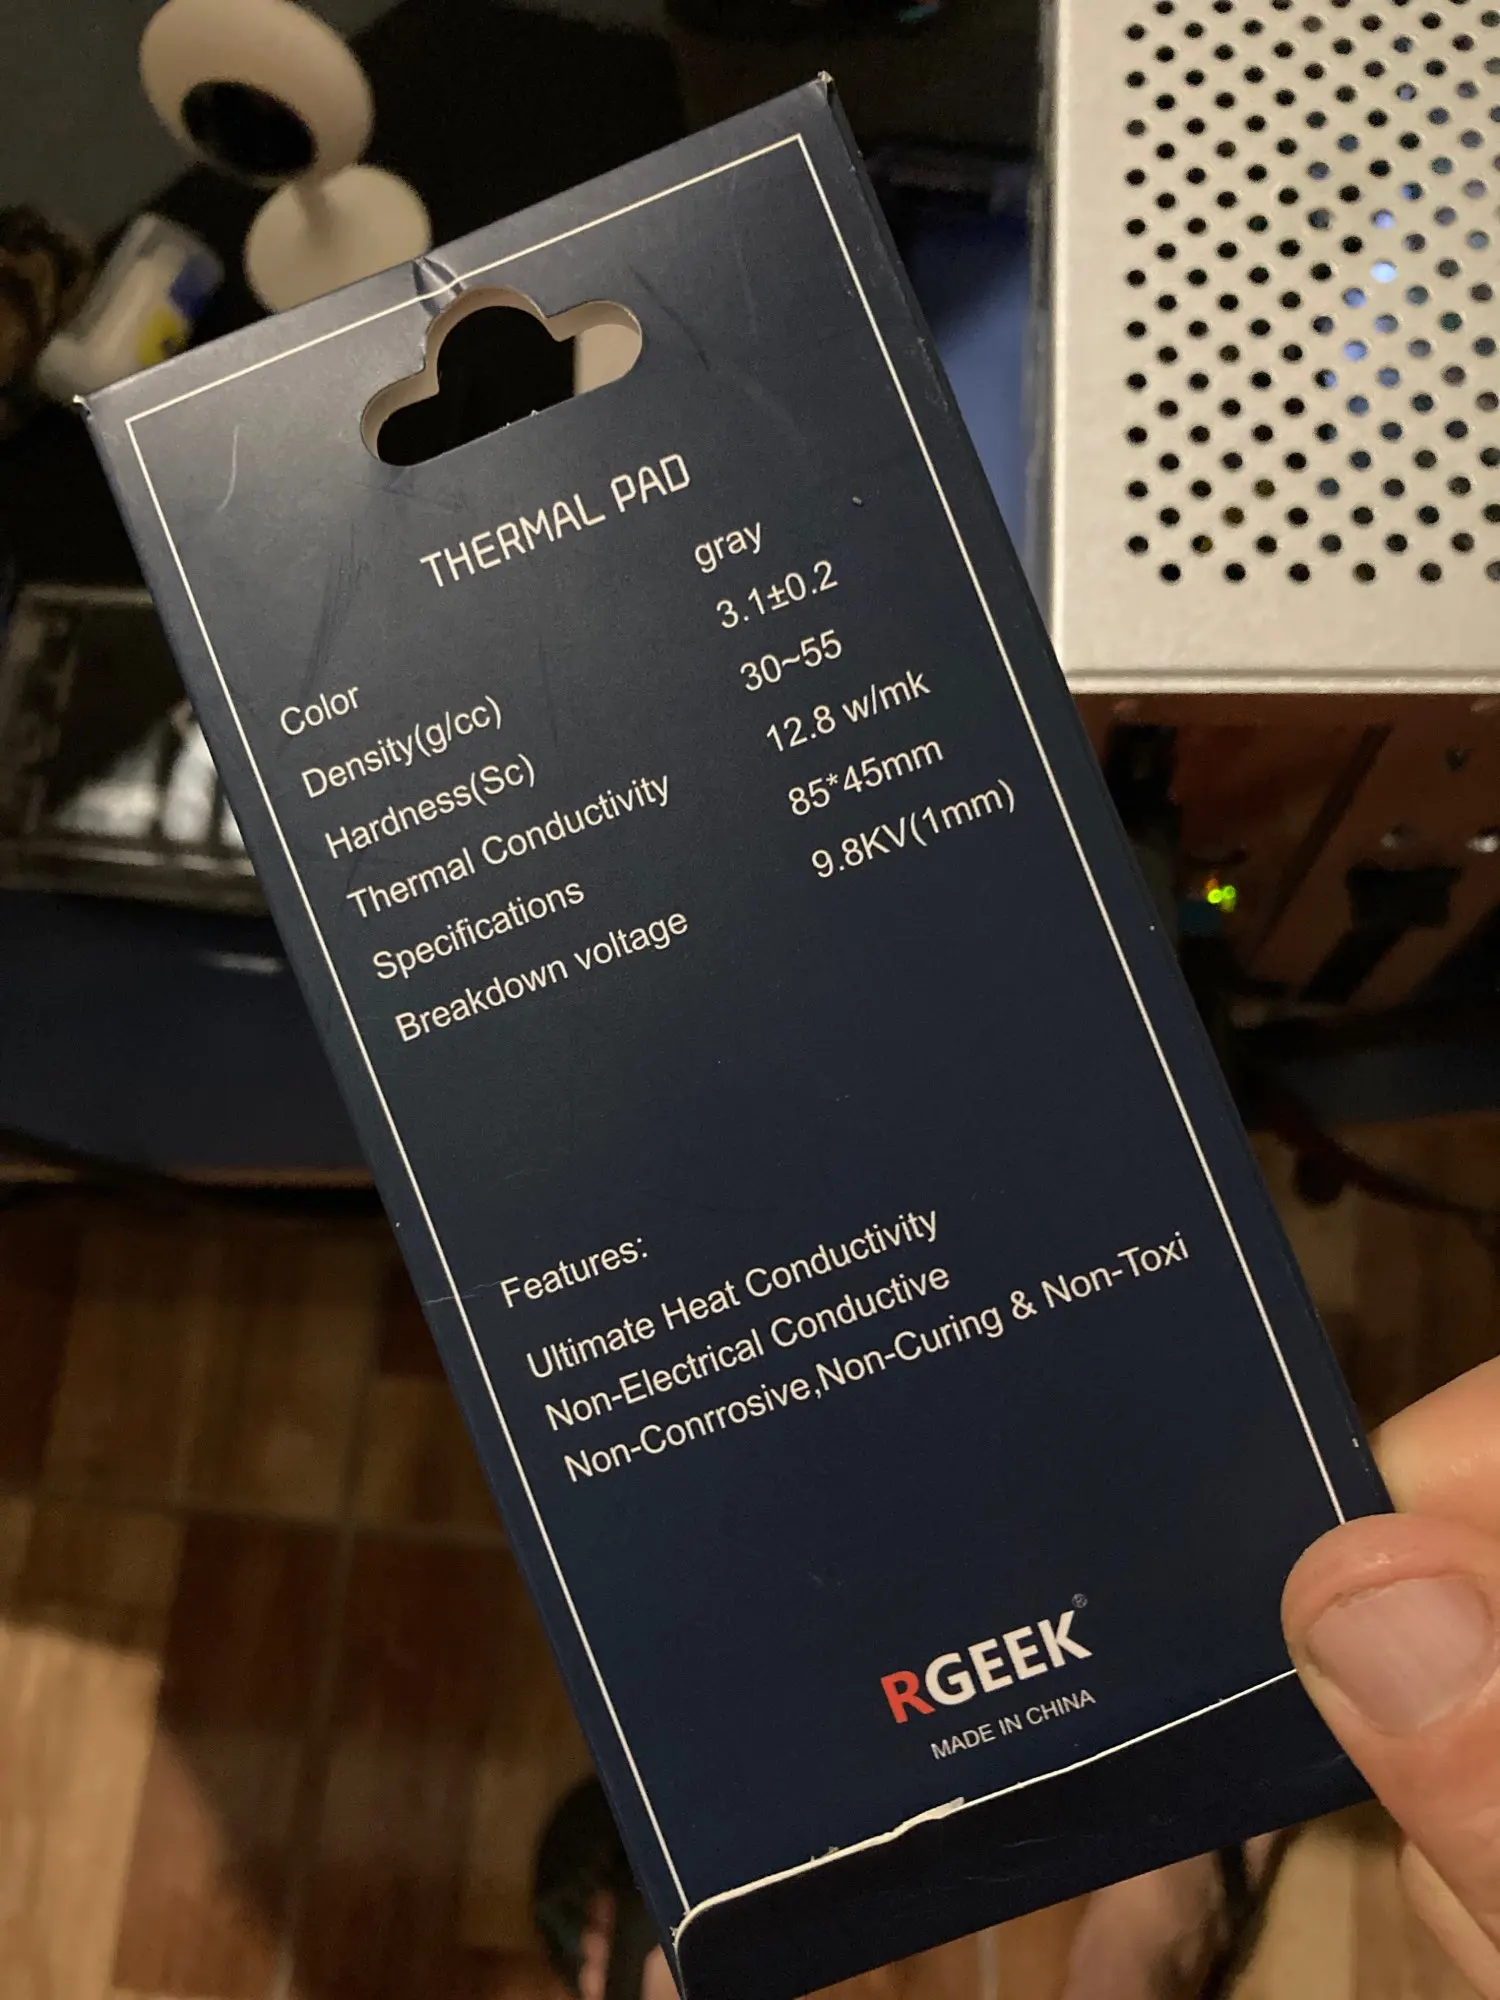 THERMAL PAD
Color gray
Density(g/cc) 3.1±0.2
Hardness(Sc) 30~55
Thermal Conductivity 12.8 w/mk
Specifications 85*45mm
Breakdown voltage 9.8KV(1mm)
Features:
Ultimate Heat Conductivity
Non-Electrical Conductive
Non-Conrrosive,Non-Curing & Non-Toxi
RGEEK®
MADE IN CHINA